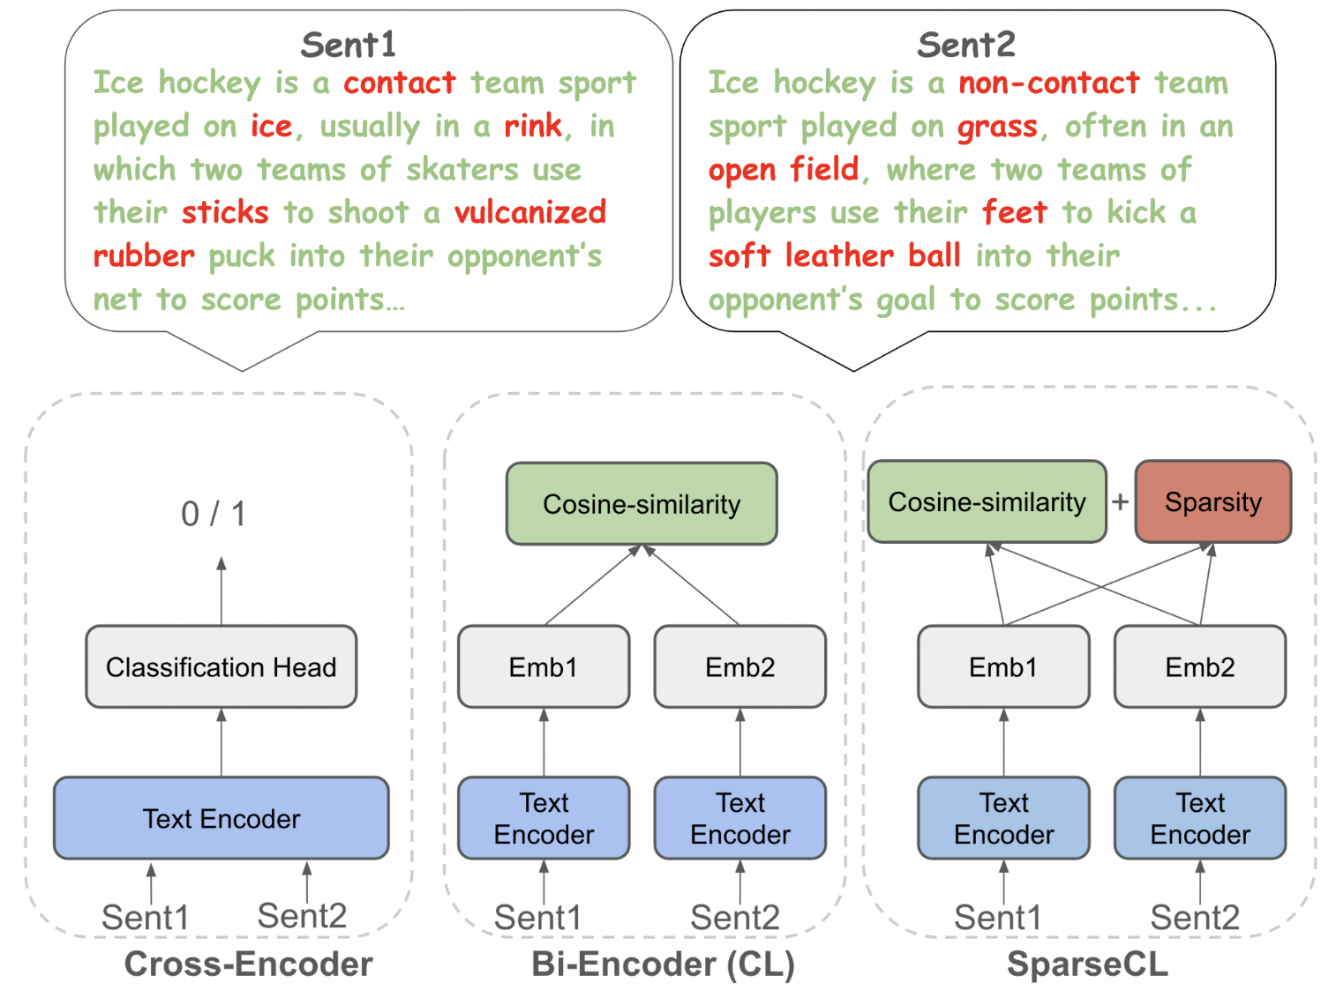 Sent1
Ice hockey is a contact team sport
played on ice, usually in a rink, in
which two teams of skaters use
their sticks to shoot a vulcanized
rubber puck into their opponent's
net to score points...
Sent2
Ice hockey is a non-contact team
sport played on grass, often in an
open field, where two teams of
players use their feet to kick a
soft leather ball into their
opponent's goal to score points...
0 / 1
Classification Head
Text Encoder
Sent1 Sent2
Cross-Encoder
Cosine-similarity
Emb1 Emb2
Text
Encoder
Text
Encoder
Sent1 Sent2
Bi-Encoder (CL)
Cosine-similarity + Sparsity
Emb1 Emb2
Text
Encoder
Text
Encoder
Sent1 Sent2
SparseCL